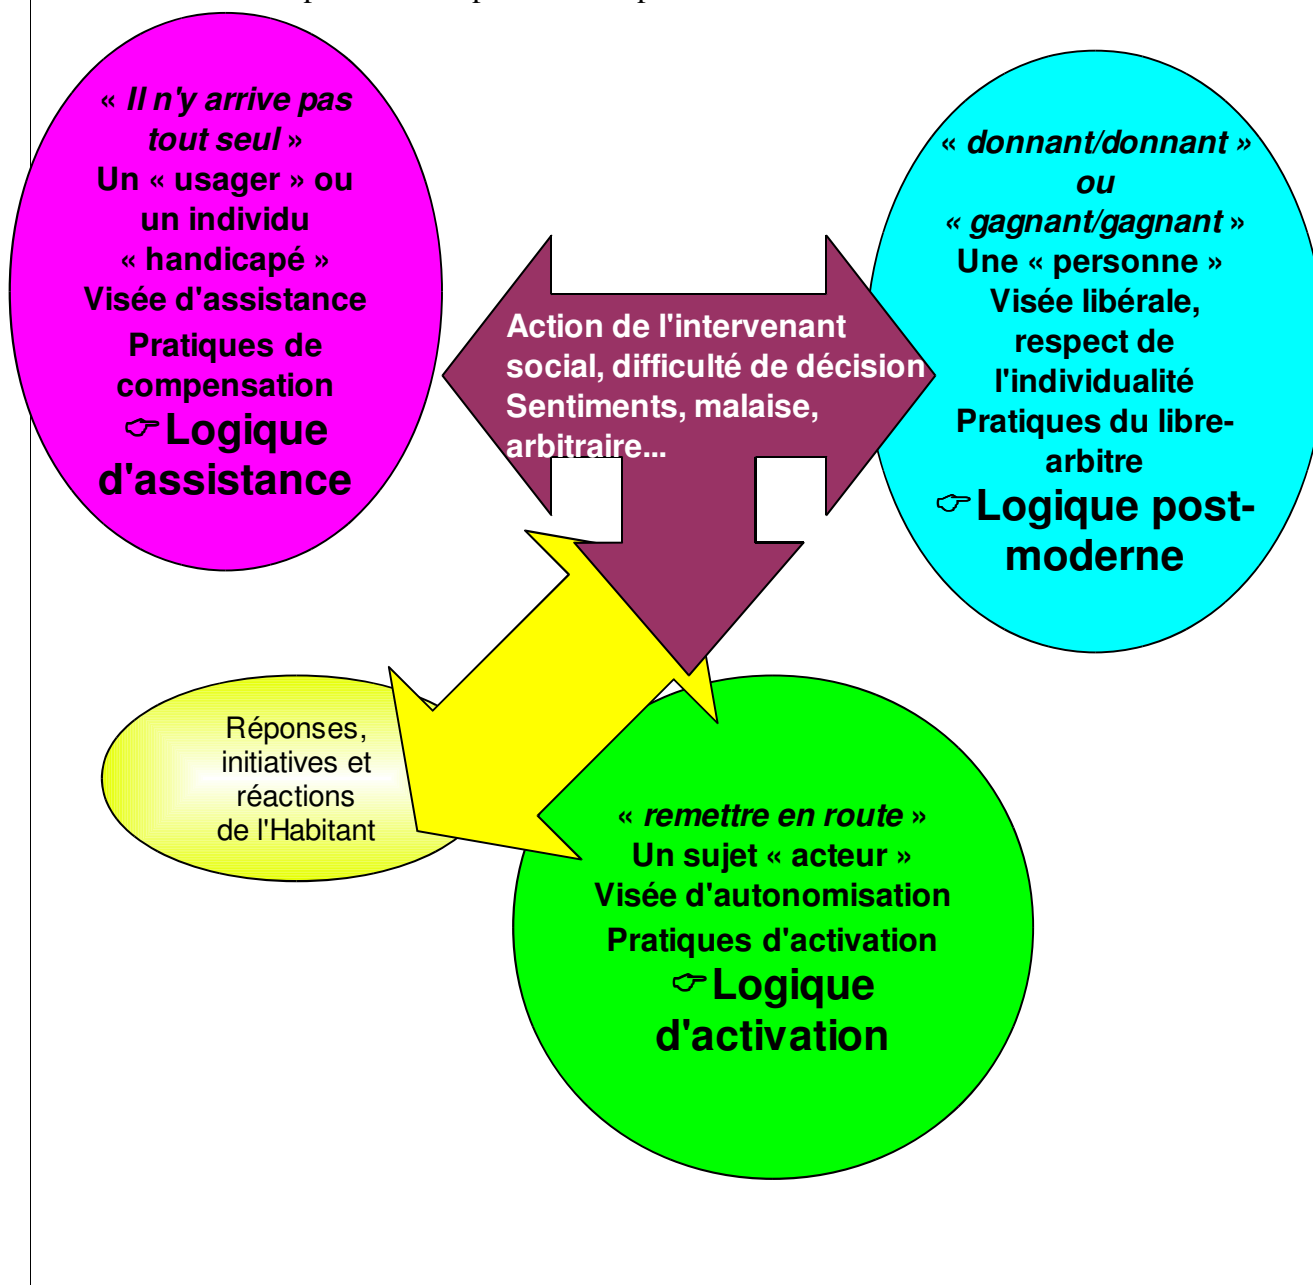 « Il n'y arrive pas
tout seul »
Un « usager » ou
un individu
« handicapé »
Visée d'assistance
Pratiques de
compensation
☞Logique
d'assistance
« donnant/donnant »
ou
« gagnant/gagnant »
Une « personne »
Visée libérale,
respect de
l'individualité
Pratiques du libre-
arbitre
☞Logique post-
moderne
Action de l'intervenant
social, difficulté de décision
Sentiments, malaise,
arbitraire...
Réponses,
initiatives et
réactions
de l'Habitant
« remettre en route »
Un sujet « acteur »
Visée d'autonomisation
Pratiques d'activation
☞Logique
d'activation